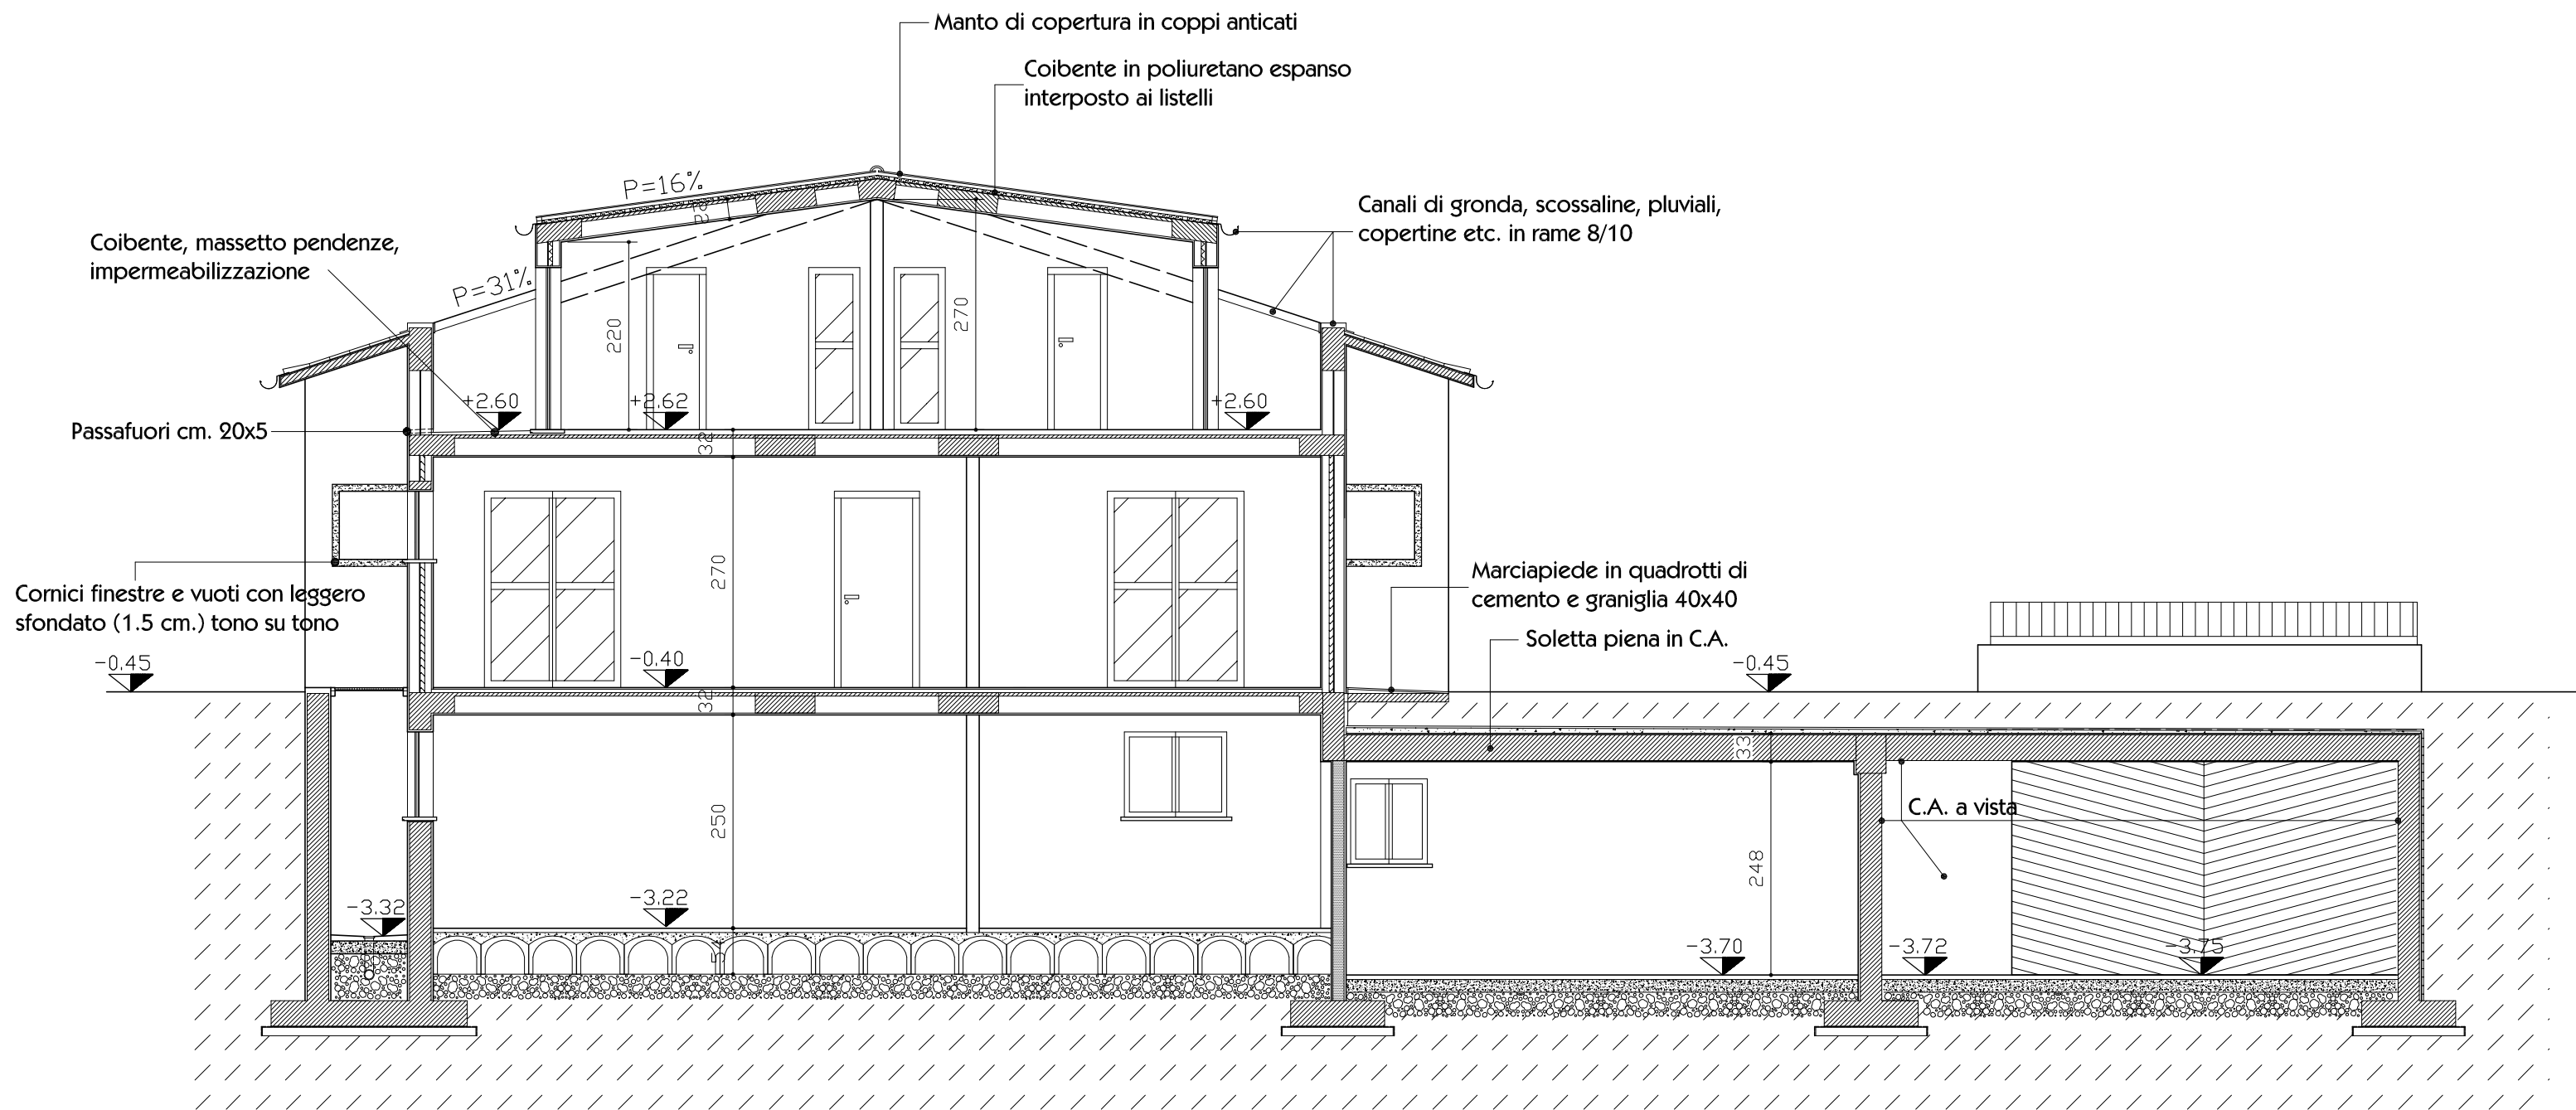 Manto di copertura in coppi anticati
Coibente in poliuretano espanso
interposto ai listelli
P=16%
Canali di gronda, scossaline, pluviali,
copertine etc. in rame 8/10
Coibente, massetto pendenze,
impermeabilizzazione
P=31%
220
270
+2.60
+2.62
+2.60
Passafuori cm. 20x5
32
270
Cornici finestre e vuoti con leggero
sfondato (1.5 cm.) tono su tono
Marciapiede in quadrotti di
cemento e graniglia 40x40
Soletta piena in C.A.
-0.45
-0.40
-0.45
32
33
250
C.A. a vista
248
-3.32
-3.22
-3.70
-3.72
-3.75